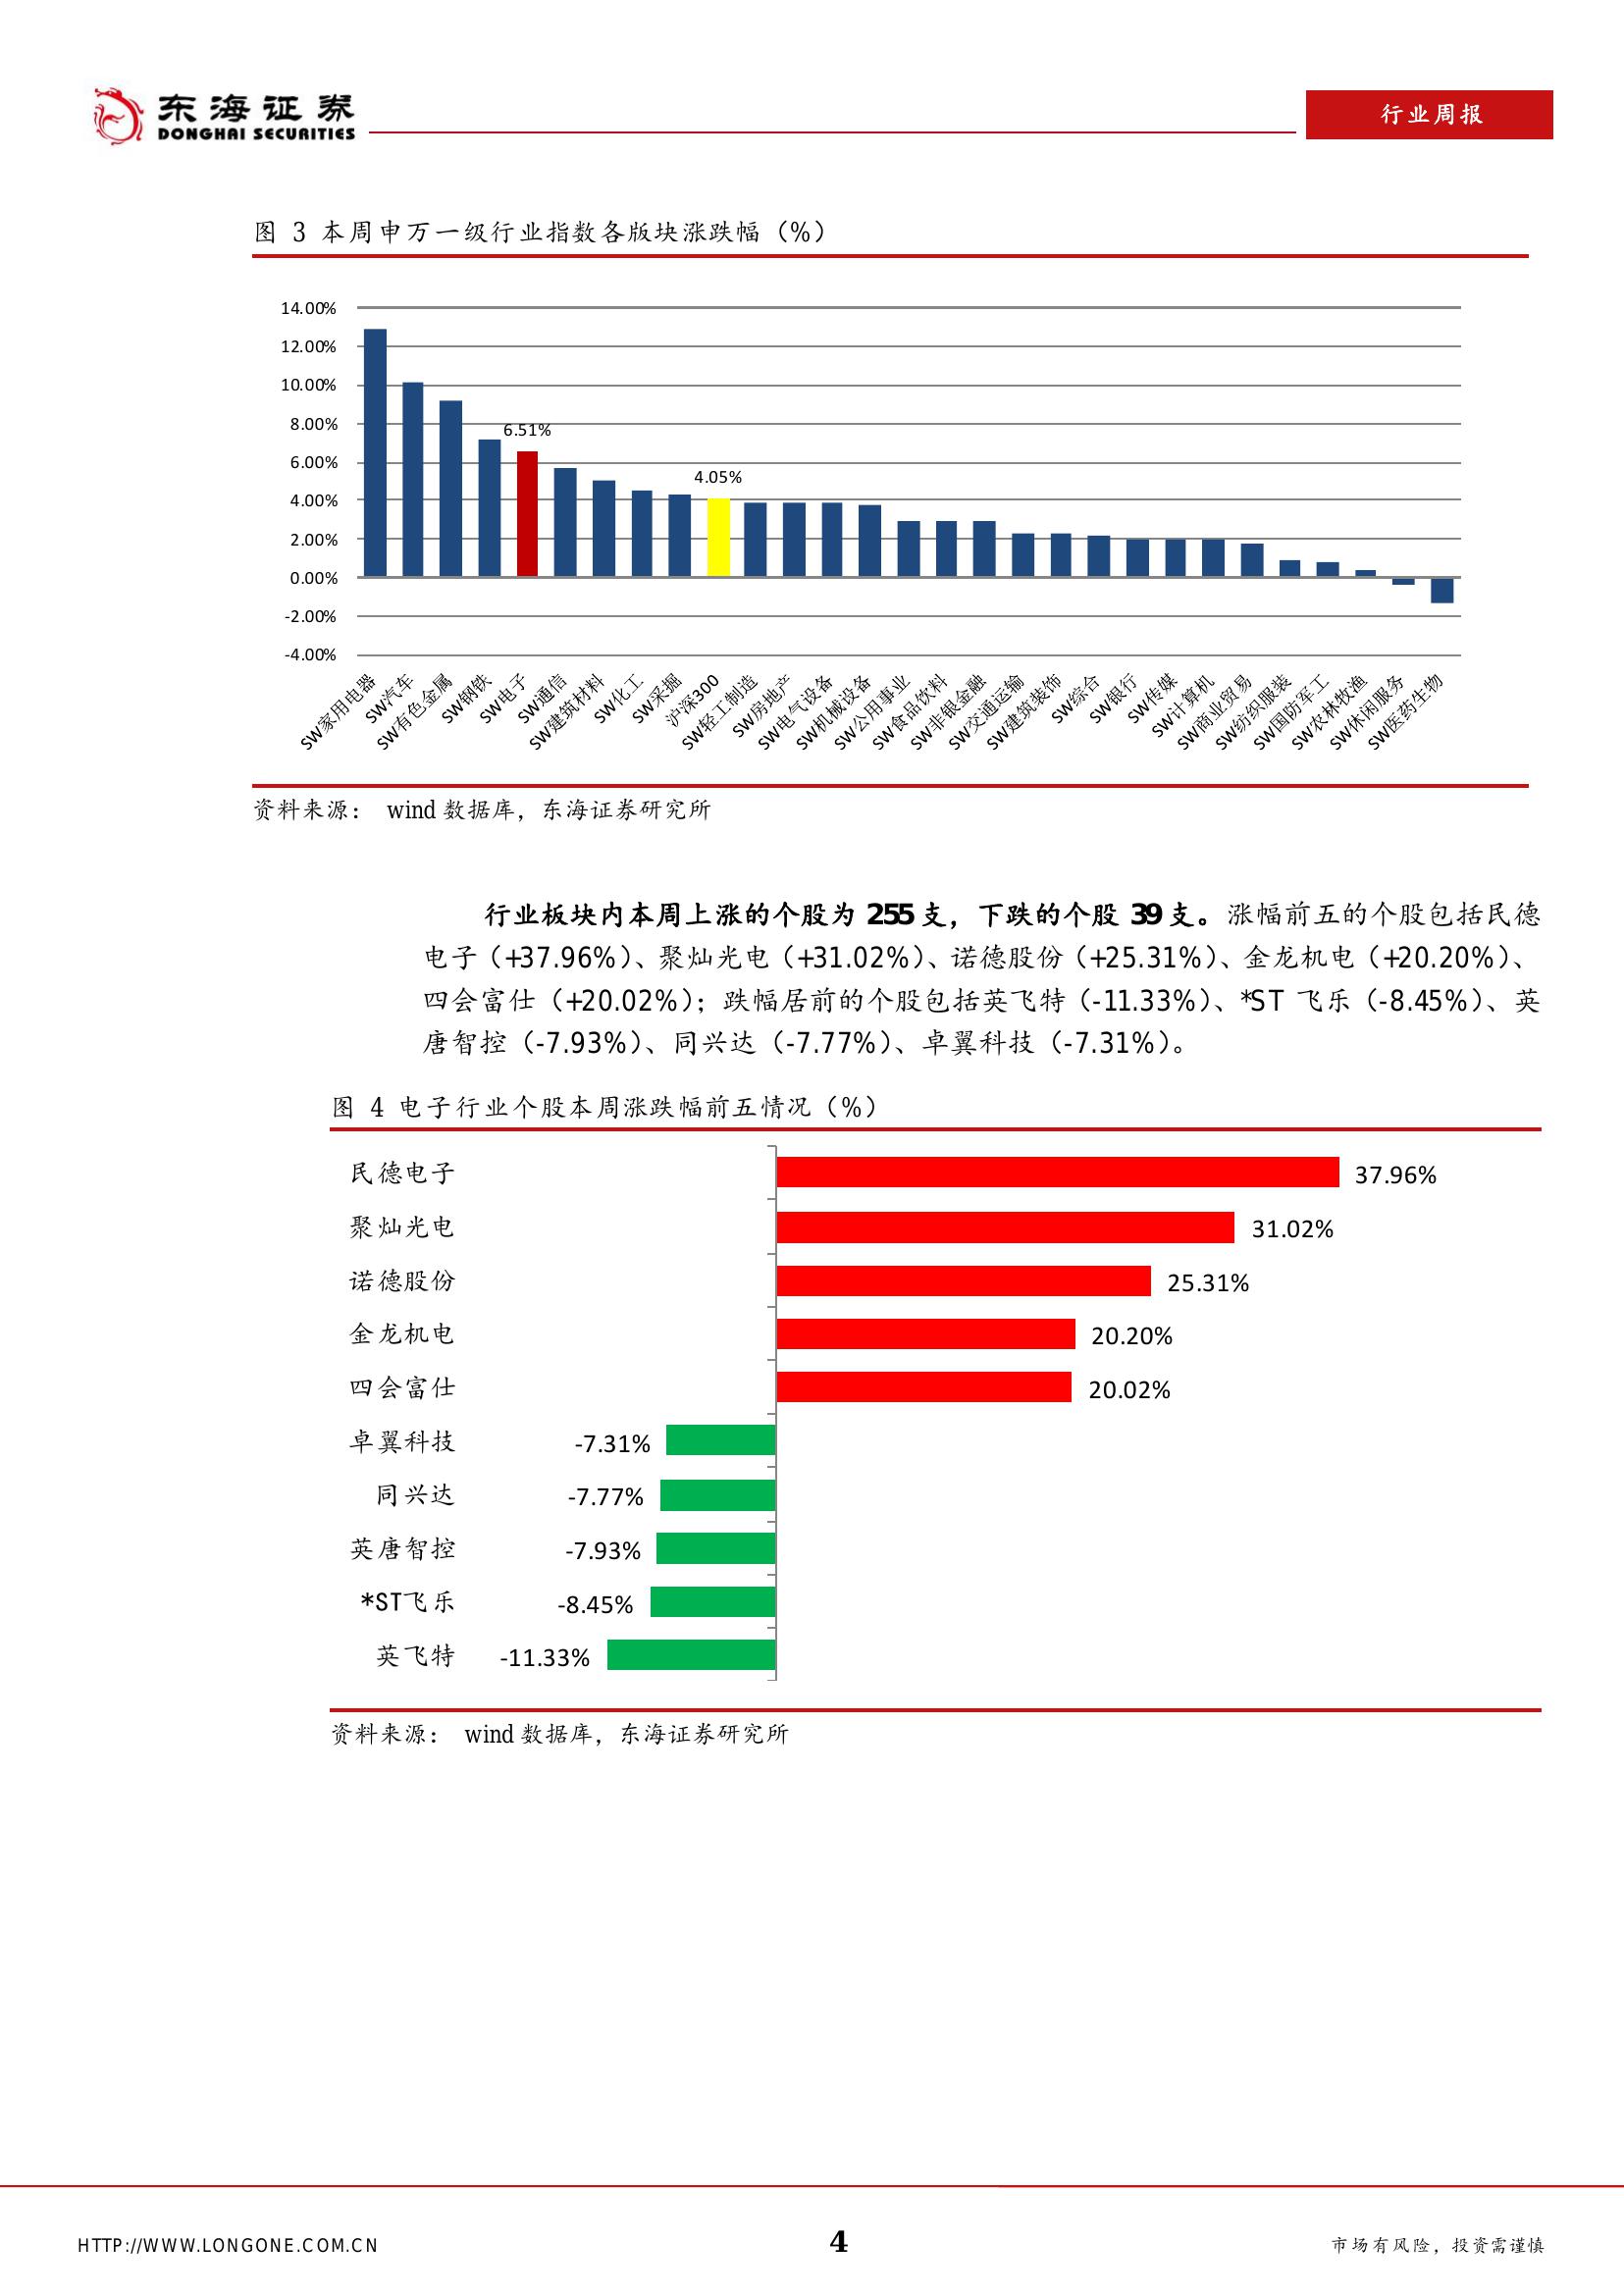 东海证券
DONGHAI SECURITIES
行业周报
图 3 本周申万一级行业指数各版块涨跌幅（%）
14.00%
12.00%
10.00%
8.00%
6.00%
4.00%
2.00%
0.00%
-2.00%
-4.00%
6.51%
4.05%
SW家用电器
SW汽车
SW有色金属
SW钢铁
SW电子
SW通信
SW建筑材料
SW化工
SW采掘
沪深300
SW轻工制造
SW房地产
SW电气设备
SW机械设备
SW公用事业
SW食品饮料
SW非银金融
SW交通运输
SW建筑装饰
SW综合
SW银行
SW传媒
SW计算机
SW商业贸易
SW纺织服装
SW国防军工
SW农林牧渔
SW休闲服务
SW医药生物
资料来源： wind 数据库，东海证券研究所
行业板块内本周上涨的个股为 255 支，下跌的个股 39 支。涨幅前五的个股包括民德
电子（+37.96%）、聚灿光电（+31.02%）、诺德股份（+25.31%）、金龙机电（+20.20%）、
四会富仕（+20.02%）；跌幅居前的个股包括英飞特（-11.33%）、*ST 飞乐（-8.45%）、英
唐智控（-7.93%）、同兴达（-7.77%）、卓翼科技（-7.31%）。
图 4 电子行业个股本周涨跌幅前五情况（%）
民德电子 37.96%
聚灿光电 31.02%
诺德股份 25.31%
金龙机电 20.20%
四会富仕 20.02%
卓翼科技 -7.31%
同兴达 -7.77%
英唐智控 -7.93%
*ST飞乐 -8.45%
英飞特 -11.33%
资料来源： wind 数据库，东海证券研究所
HTTP://WWW.LONGONE.COM.CN
4
市场有风险，投资需谨慎